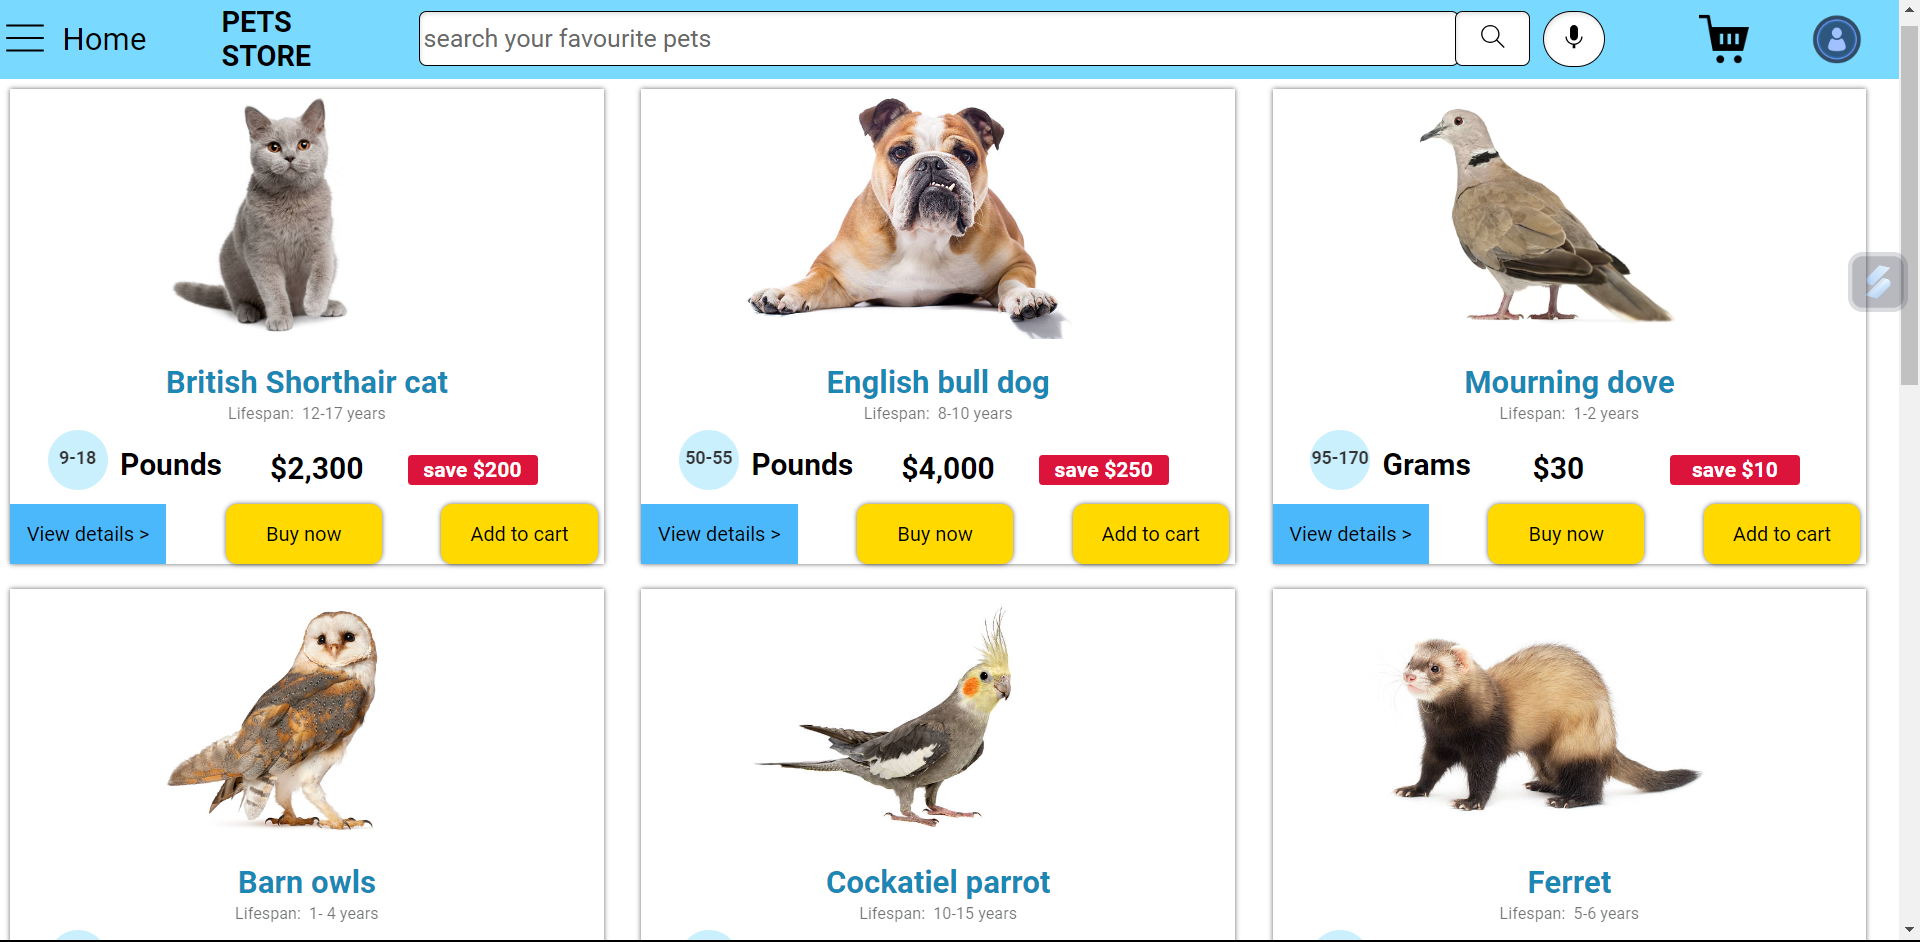 Home
PETS
STORE
search your favourite pets
British Shorthair cat
Lifespan: 12-17 years
9-18 Pounds $2,300 save $200
View details > Buy now Add to cart
English bull dog
Lifespan: 8-10 years
50-55 Pounds $4,000 save $250
View details > Buy now Add to cart
Mourning dove
Lifespan: 1-2 years
95-170 Grams $30 save $10
View details > Buy now Add to cart
Barn owls
Lifespan: 1- 4 years
Cockatiel parrot
Lifespan: 10-15 years
Ferret
Lifespan: 5-6 years